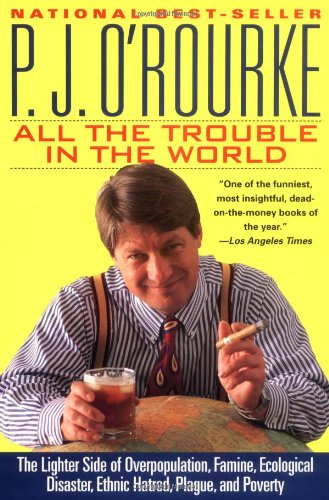 NATIONAL BEST-SELLER
P. J. O'ROURKE
ALL THE TROUBLE
IN THE WORLD
"One of the funniest,
most insightful, dead-
on-the-money books of
the year."
—Los Angeles Times
The Lighter Side of Overpopulation, Famine, Ecological
Disaster, Ethnic Hatred, Plague, and Poverty